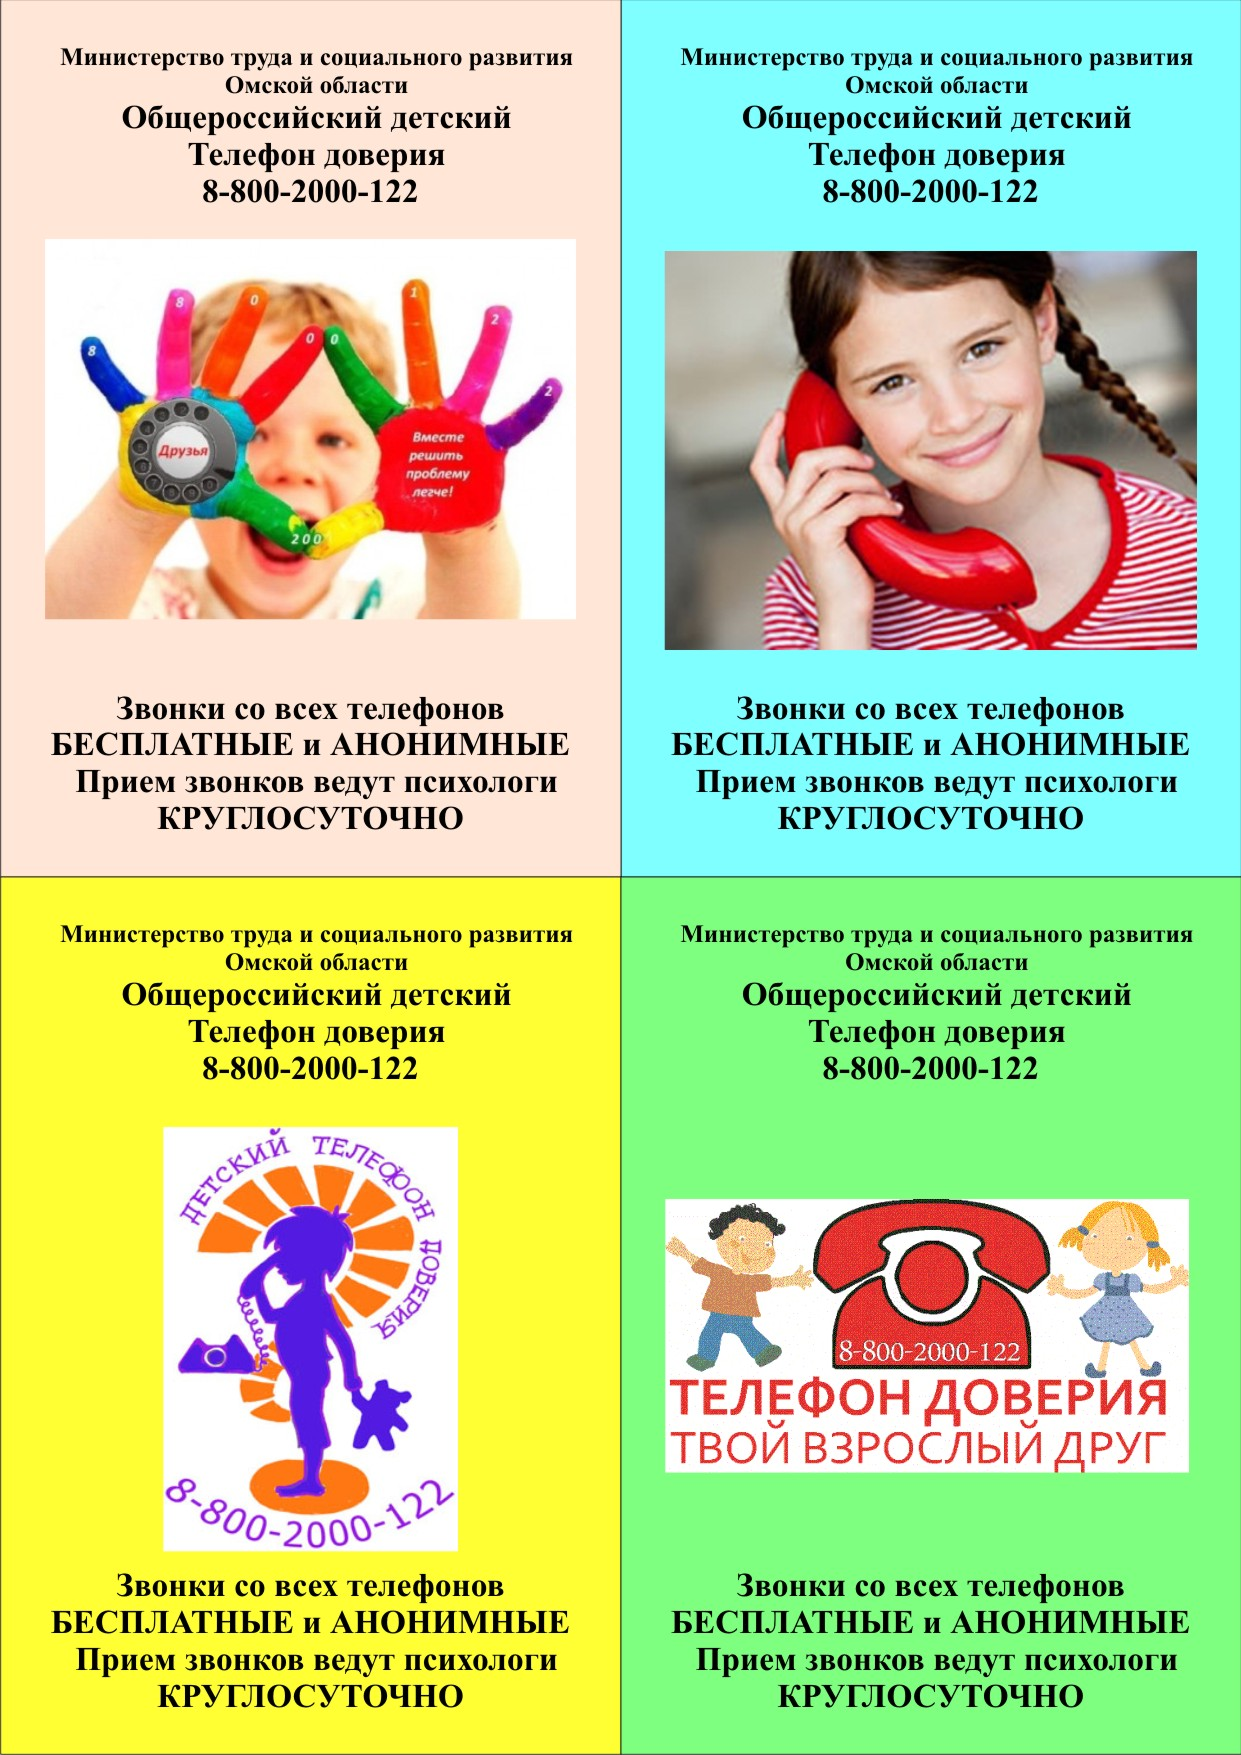 Министерство труда и социального развития
Омской области
Общероссийский детский
Телефон доверия
8-800-2000-122
8
8
0
0
0
1
2
2
Друзья
Вместе
решить
проблему
легче!
200
Звонки со всех телефонов
БЕСПЛАТНЫЕ и АНОНИМНЫЕ
Прием звонков ведут психологи
КРУГЛОСУТОЧНО
Министерство труда и социального развития
Омской области
Общероссийский детский
Телефон доверия
8-800-2000-122
Звонки со всех телефонов
БЕСПЛАТНЫЕ и АНОНИМНЫЕ
Прием звонков ведут психологи
КРУГЛОСУТОЧНО
Министерство труда и социального развития
Омской области
Общероссийский детский
Телефон доверия
8-800-2000-122
ДЕТСКИЙ ТЕЛЕФОН ДОВЕРИЯ
8-800-2000-122
Звонки со всех телефонов
БЕСПЛАТНЫЕ и АНОНИМНЫЕ
Прием звонков ведут психологи
КРУГЛОСУТОЧНО
Министерство труда и социального развития
Омской области
Общероссийский детский
Телефон доверия
8-800-2000-122
8-800-2000-122
ТЕЛЕФОН ДОВЕРИЯ
ТВОЙ ВЗРОСЛЫЙ ДРУГ
Звонки со всех телефонов
БЕСПЛАТНЫЕ и АНОНИМНЫЕ
Прием звонков ведут психологи
КРУГЛОСУТОЧНО